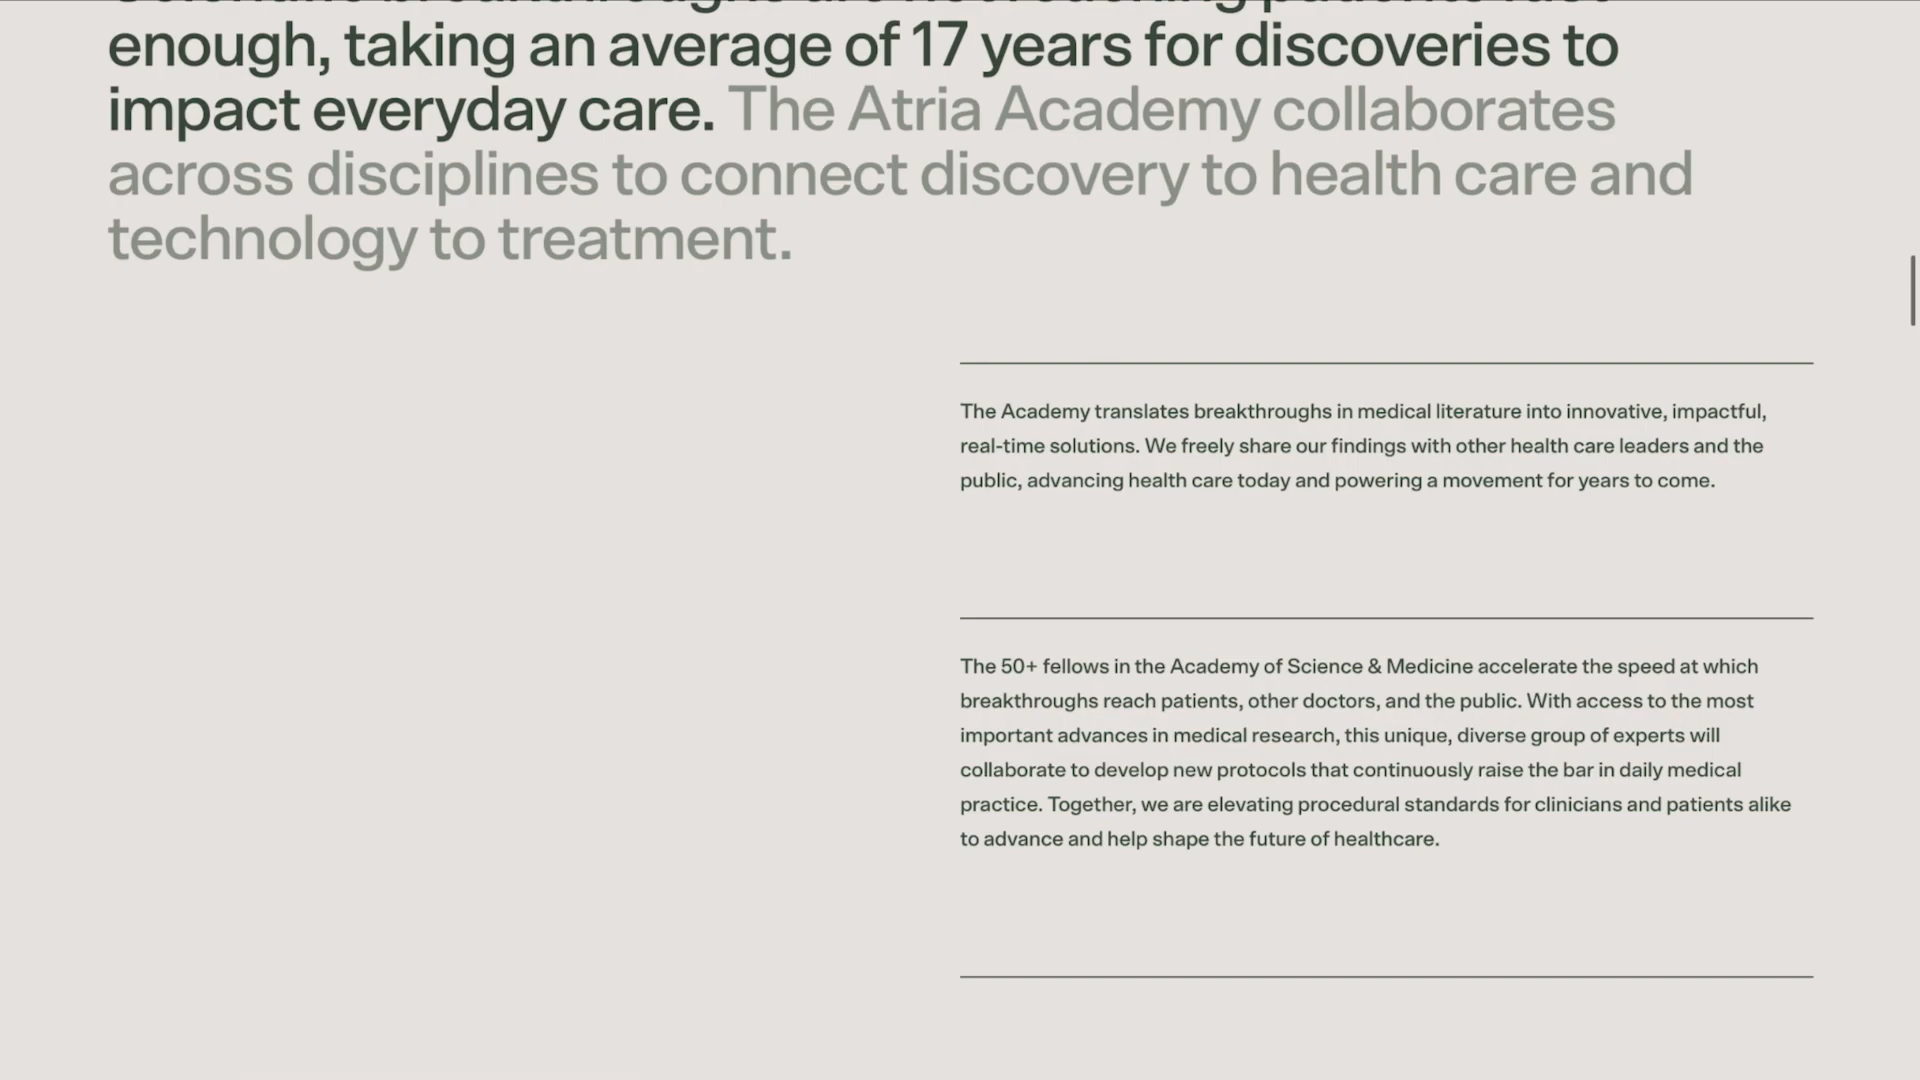 Scientific breakthroughs are not reaching patients fast
enough, taking an average of 17 years for discoveries to
impact everyday care. The Atria Academy collaborates
across disciplines to connect discovery to health care and
technology to treatment.
The Academy translates breakthroughs in medical literature into innovative, impactful,
real-time solutions. We freely share our findings with other health care leaders and the
public, advancing health care today and powering a movement for years to come.
The 50+ fellows in the Academy of Science & Medicine accelerate the speed at which
breakthroughs reach patients, other doctors, and the public. With access to the most
important advances in medical research, this unique, diverse group of experts will
collaborate to develop new protocols that continuously raise the bar in daily medical
practice. Together, we are elevating procedural standards for clinicians and patients alike
to advance and help shape the future of healthcare.